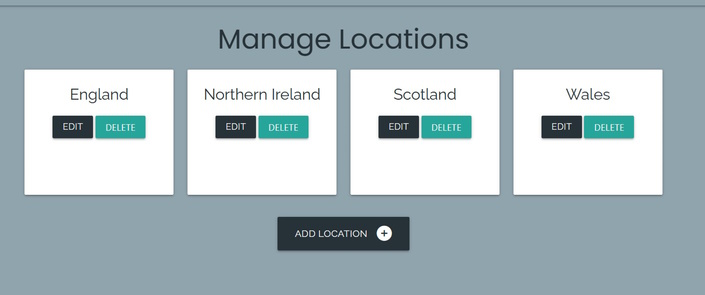 Manage Locations
England
EDIT DELETE
Northern Ireland
EDIT DELETE
Scotland
EDIT DELETE
Wales
EDIT DELETE
ADD LOCATION